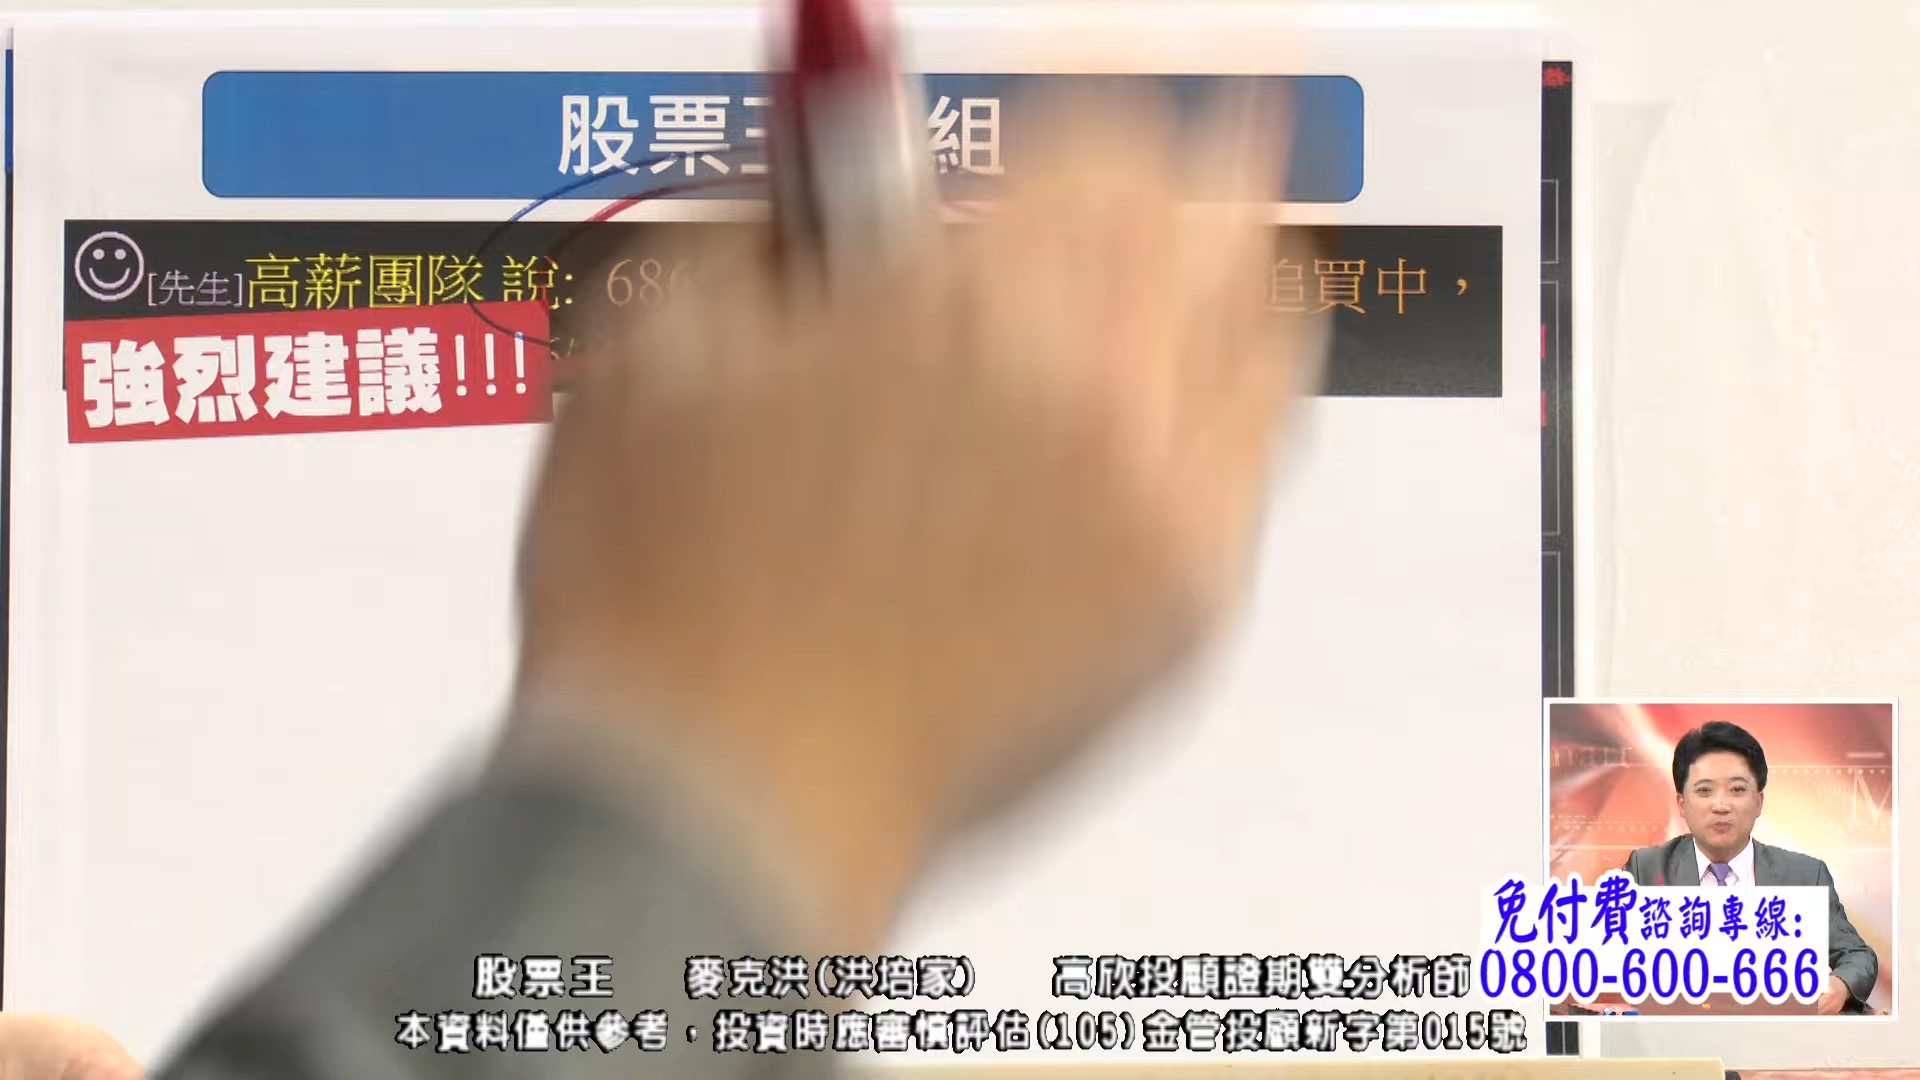 股票王 組
[先生]高薪團隊 說: 686 追買中，
強烈建議!!!
免付費諮詢專線:
0800-600-666
股票王 麥克洪(洪培家) 高欣投顧證期雙分析師
本資料僅供參考，投資時應審慎評估(105)金管投顧新字第015號